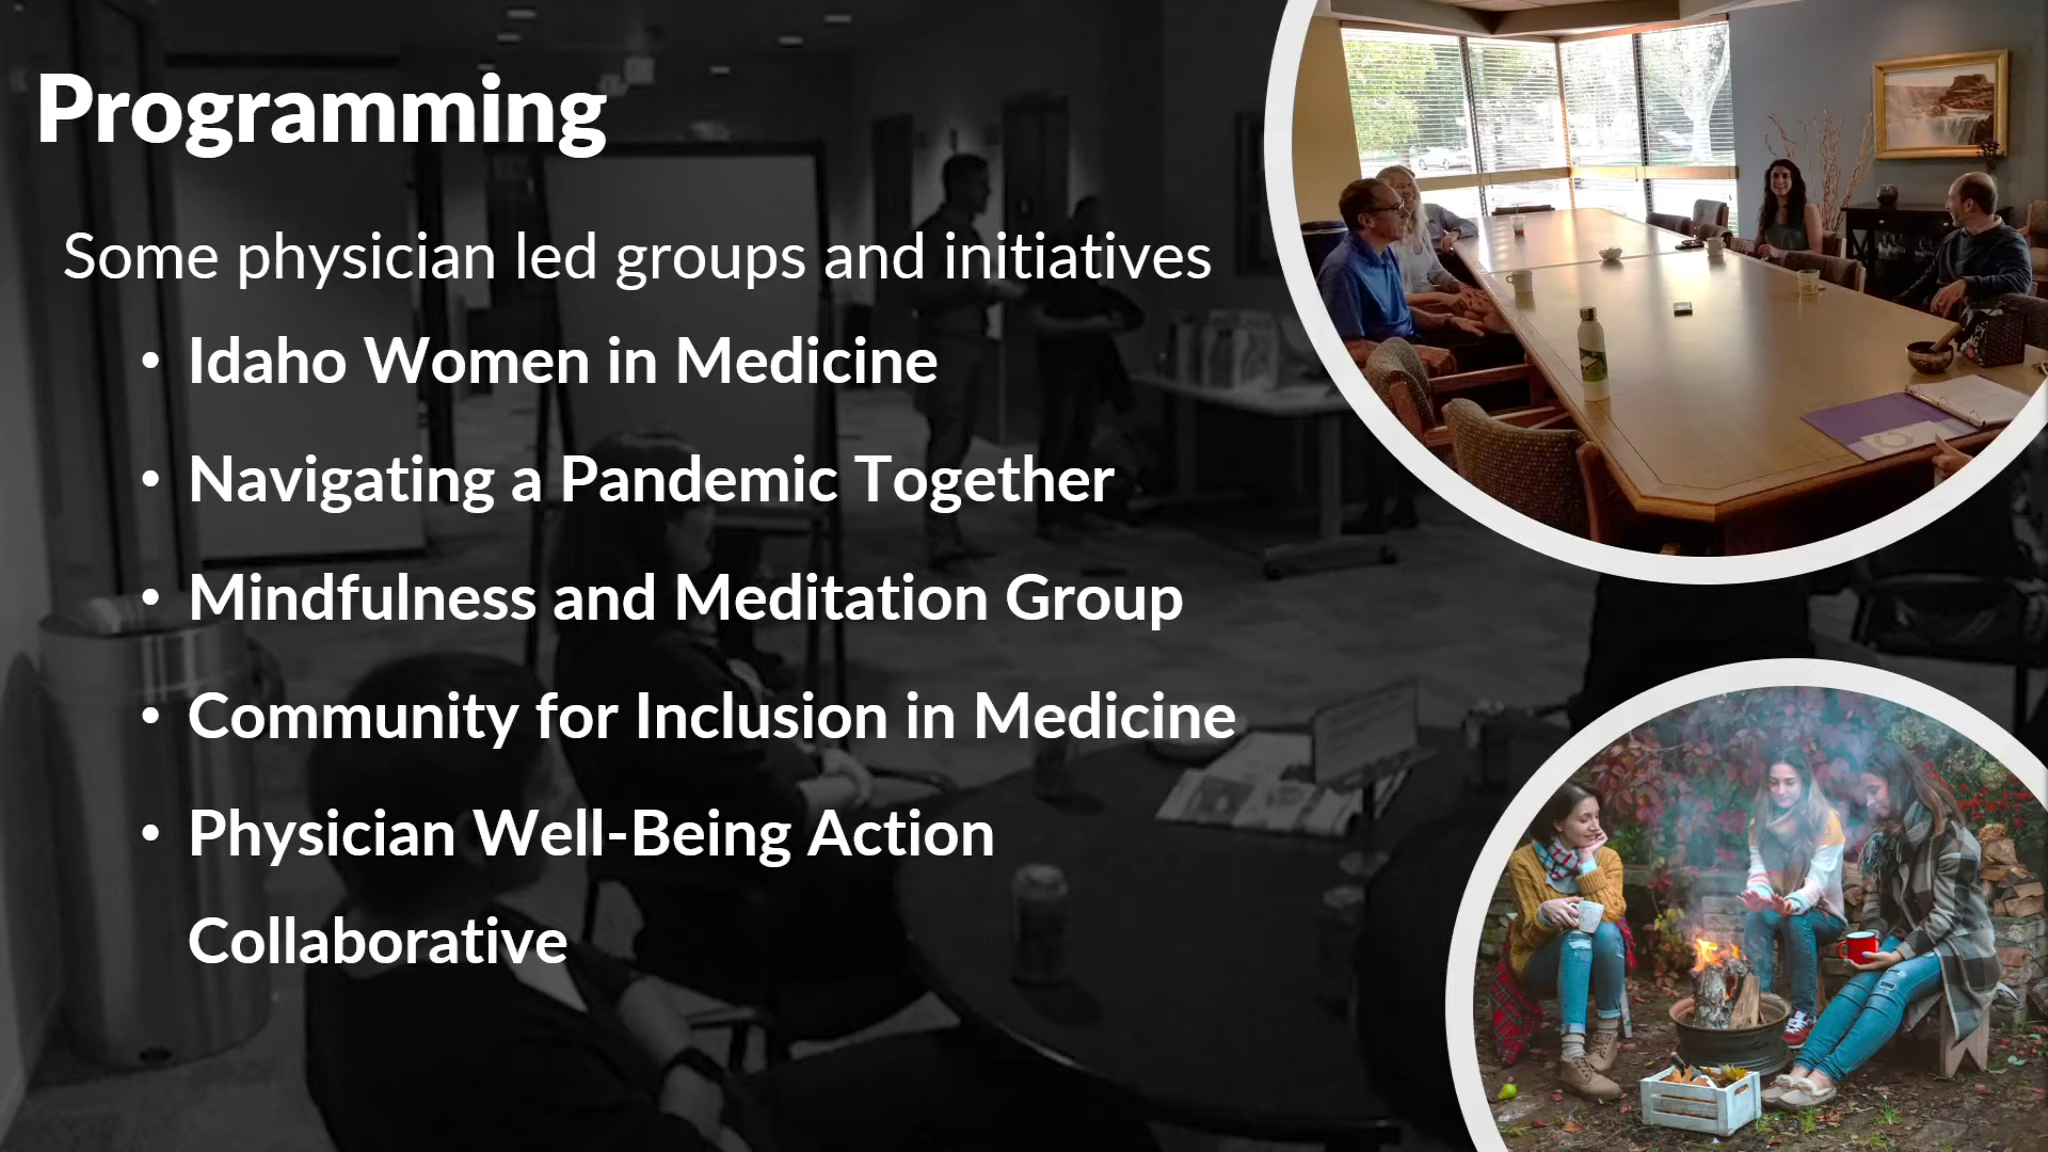 Programming
Some physician led groups and initiatives
• Idaho Women in Medicine
• Navigating a Pandemic Together
• Mindfulness and Meditation Group
• Community for Inclusion in Medicine
• Physician Well-Being Action
Collaborative